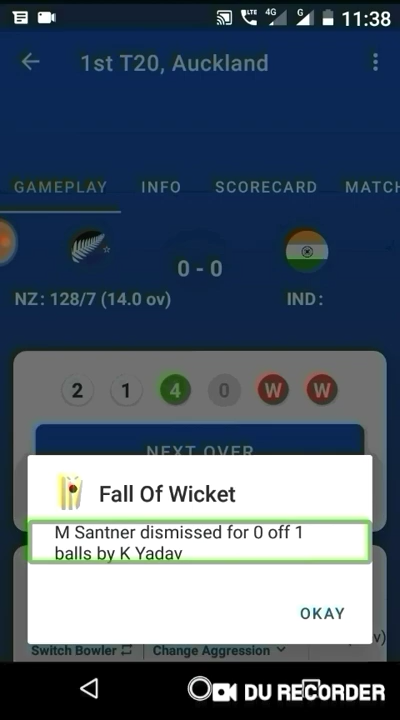 LTE 4G G 11:38
1st T20, Auckland
GAMEPLAY INFO SCORECARD MATCH
0 - 0
NZ: 128/7 (14.0 ov) IND:
2 1 4 0 W W
NEXT OVER
Fall Of Wicket
M Santner dismissed for 0 off 1
balls by K Yadav
OKAY
Switch Bowler Change Aggression v)
DU RECORDER